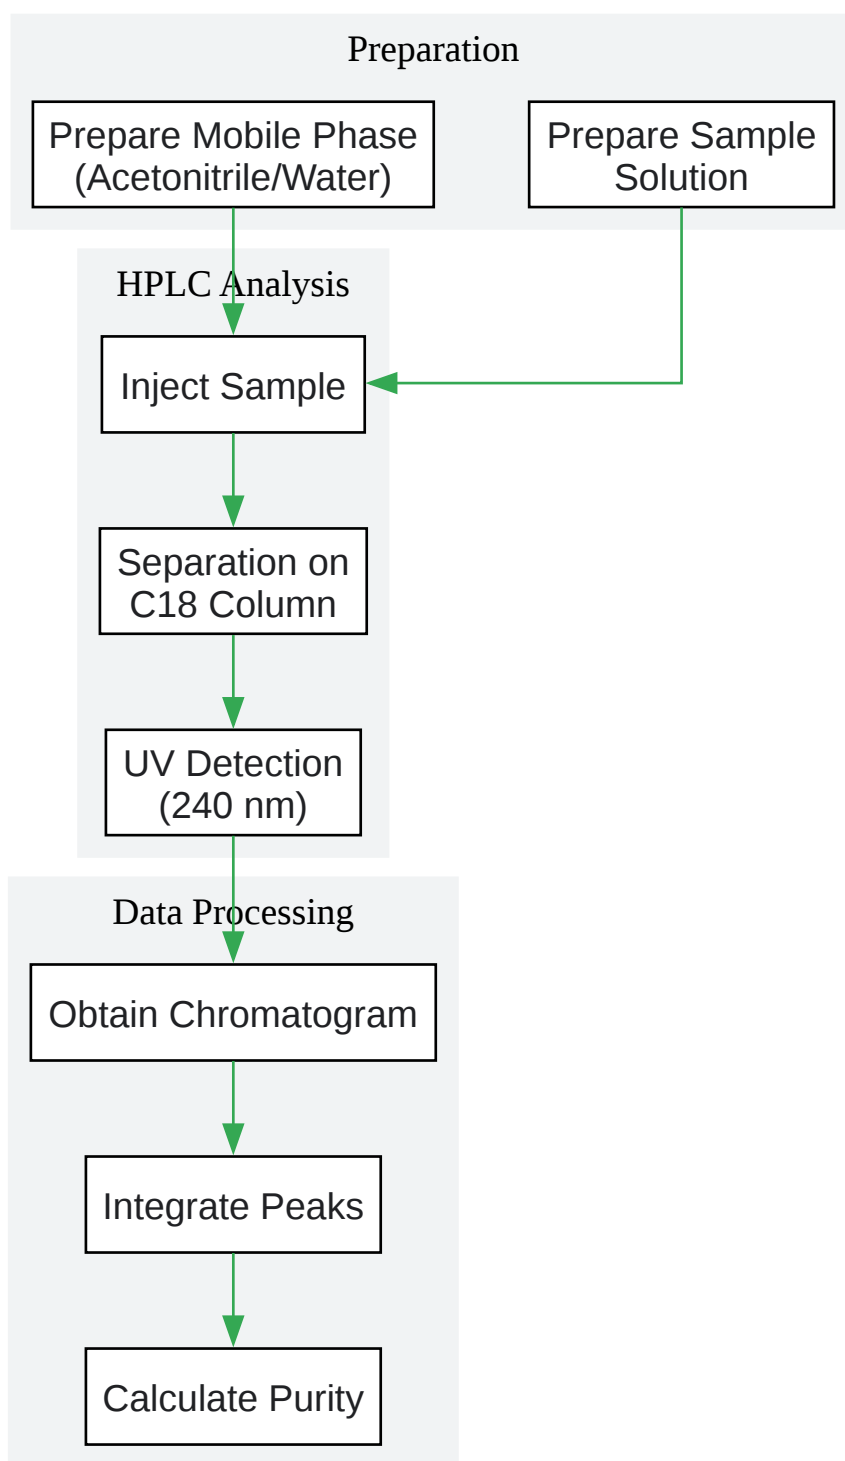 Preparation
Prepare Mobile Phase
(Acetonitrile/Water)
Prepare Sample
Solution
HPLC Analysis
Inject Sample
Separation on
C18 Column
UV Detection
(240 nm)
Data Processing
Obtain Chromatogram
Integrate Peaks
Calculate Purity